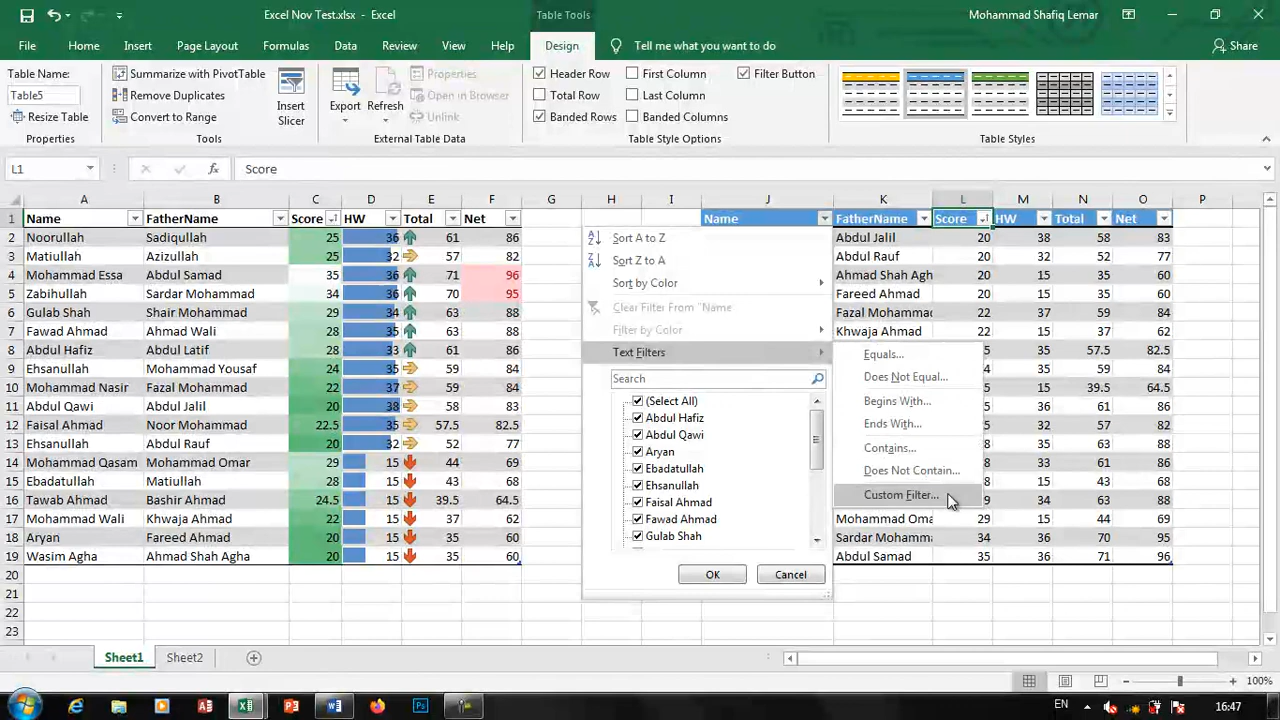 Excel Nov Test.xlsx - Excel
Table Tools
Mohammad Shafiq Lemar
File Home Insert Page Layout Formulas Data Review View Help Design Tell me what you want to do Share
Table Name:
Table5
Resize Table
Properties
Summarize with PivotTable
Remove Duplicates
Convert to Range
Insert Slicer
Tools
Export
Refresh
Properties
Open in Browser
Unlink
External Table Data
Header Row First Column Filter Button
Total Row Last Column
Banded Rows Banded Columns
Table Style Options
Table Styles
L1 fx Score
A B C D E F G H I J K L M N O P
1 Name FatherName Score HW Total Net Name FatherName Score HW Total Net
2 Noorullah Sadiqullah 25 36 61 86 Abdul Jalil 20 38 58 83
3 Matiullah Azizullah 25 32 57 82 Abdul Rauf 20 32 52 77
4 Mohammad Essa Abdul Samad 35 36 71 96 Ahmad Shah Agh 20 15 35 60
5 Zabihullah Sardar Mohammad 34 36 70 95 Fareed Ahmad 20 15 35 60
6 Gulab Shah Shair Mohammad 29 34 63 88 Fazal Mohammad 22 37 59 84
7 Fawad Ahmad Ahmad Wali 28 35 63 88 Khwaja Ahmad 22 15 37 62
8 Abdul Hafiz Abdul Latif 28 33 61 86 5 35 57.5 82.5
9 Ehsanullah Mohammad Yousaf 24 35 59 84 4 35 59 84
10 Mohammad Nasir Fazal Mohammad 22 37 59 84 5 15 39.5 64.5
11 Abdul Qawi Abdul Jalil 20 38 58 83 5 36 61 86
12 Faisal Ahmad Noor Mohammad 22.5 35 57.5 82.5 5 32 57 82
13 Ehsanullah Abdul Rauf 20 32 52 77 8 35 63 88
14 Mohammad Qasam Mohammad Omar 29 15 44 69 8 33 61 86
15 Ebadatullah Matiullah 28 15 43 68 8 15 43 68
16 Tawab Ahmad Bashir Ahmad 24.5 15 39.5 64.5 9 34 63 88
17 Mohammad Wali Khwaja Ahmad 22 15 37 62 Mohammad Oma 29 15 44 69
18 Aryan Fareed Ahmad 20 15 35 60 Sardar Mohamma 34 36 70 95
19 Wasim Agha Ahmad Shah Agha 20 15 35 60 Abdul Samad 35 36 71 96
20
21
22
23
Sort A to Z
Sort Z to A
Sort by Color
Clear Filter From "Name
Filter by Color
Text Filters
Search
(Select All)
Abdul Hafiz
Abdul Qawi
Aryan
Ebadatullah
Ehsanullah
Faisal Ahmad
Fawad Ahmad
Gulab Shah
OK Cancel
Equals...
Does Not Equal...
Begins With...
Ends With...
Contains...
Does Not Contain...
Custom Filter...
Sheet1 Sheet2
100%
EN 16:47